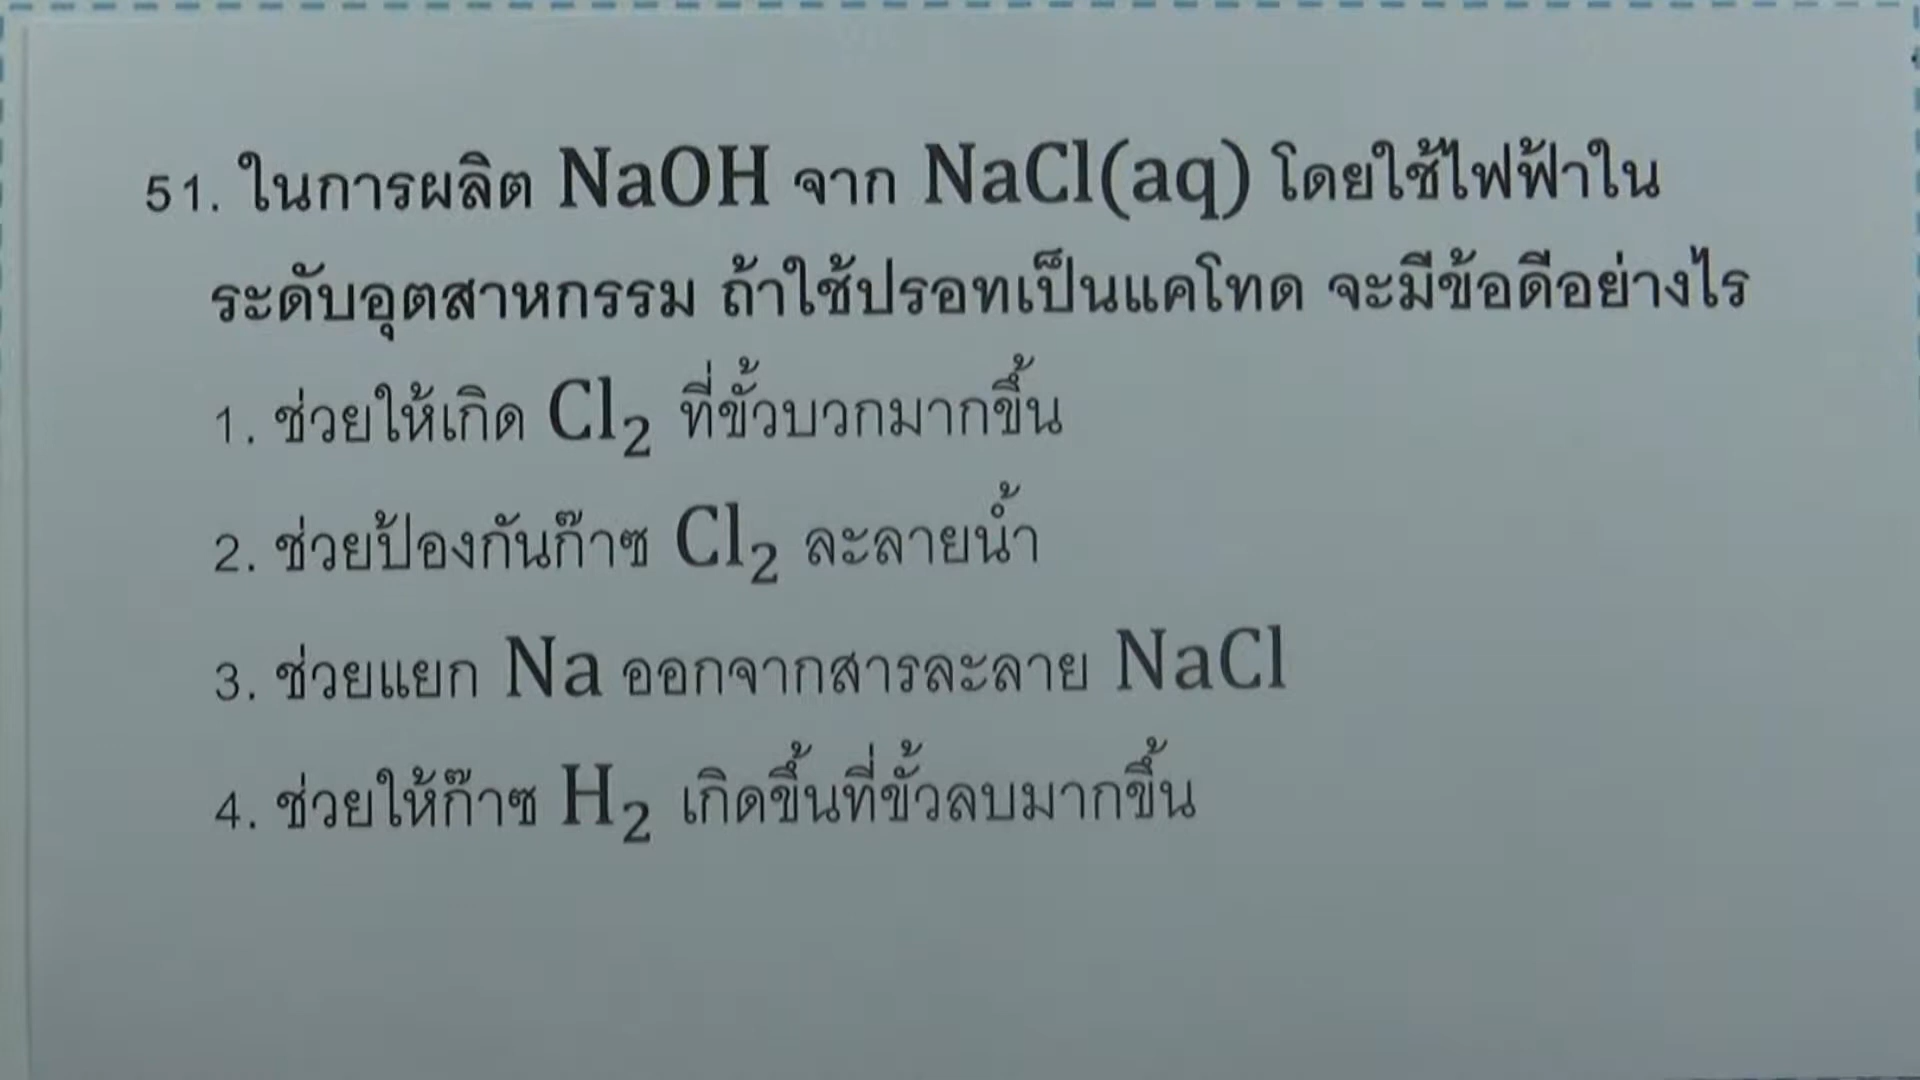 51. ในการผลิต NaOH จาก NaCl(aq) โดยใช้ไฟฟ้าใน
ระดับอุตสาหกรรม ถ้าใช้ปรอทเป็นแคโทด จะมีข้อดีอย่างไร
1. ช่วยให้เกิด Cl₂ ที่ขั้วบวกมากขึ้น
2. ช่วยป้องกันก๊าซ Cl₂ ละลายน้ำ
3. ช่วยแยก Na ออกจากสารละลาย NaCl
4. ช่วยให้ก๊าซ H₂ เกิดขึ้นที่ขั้วลบมากขึ้น